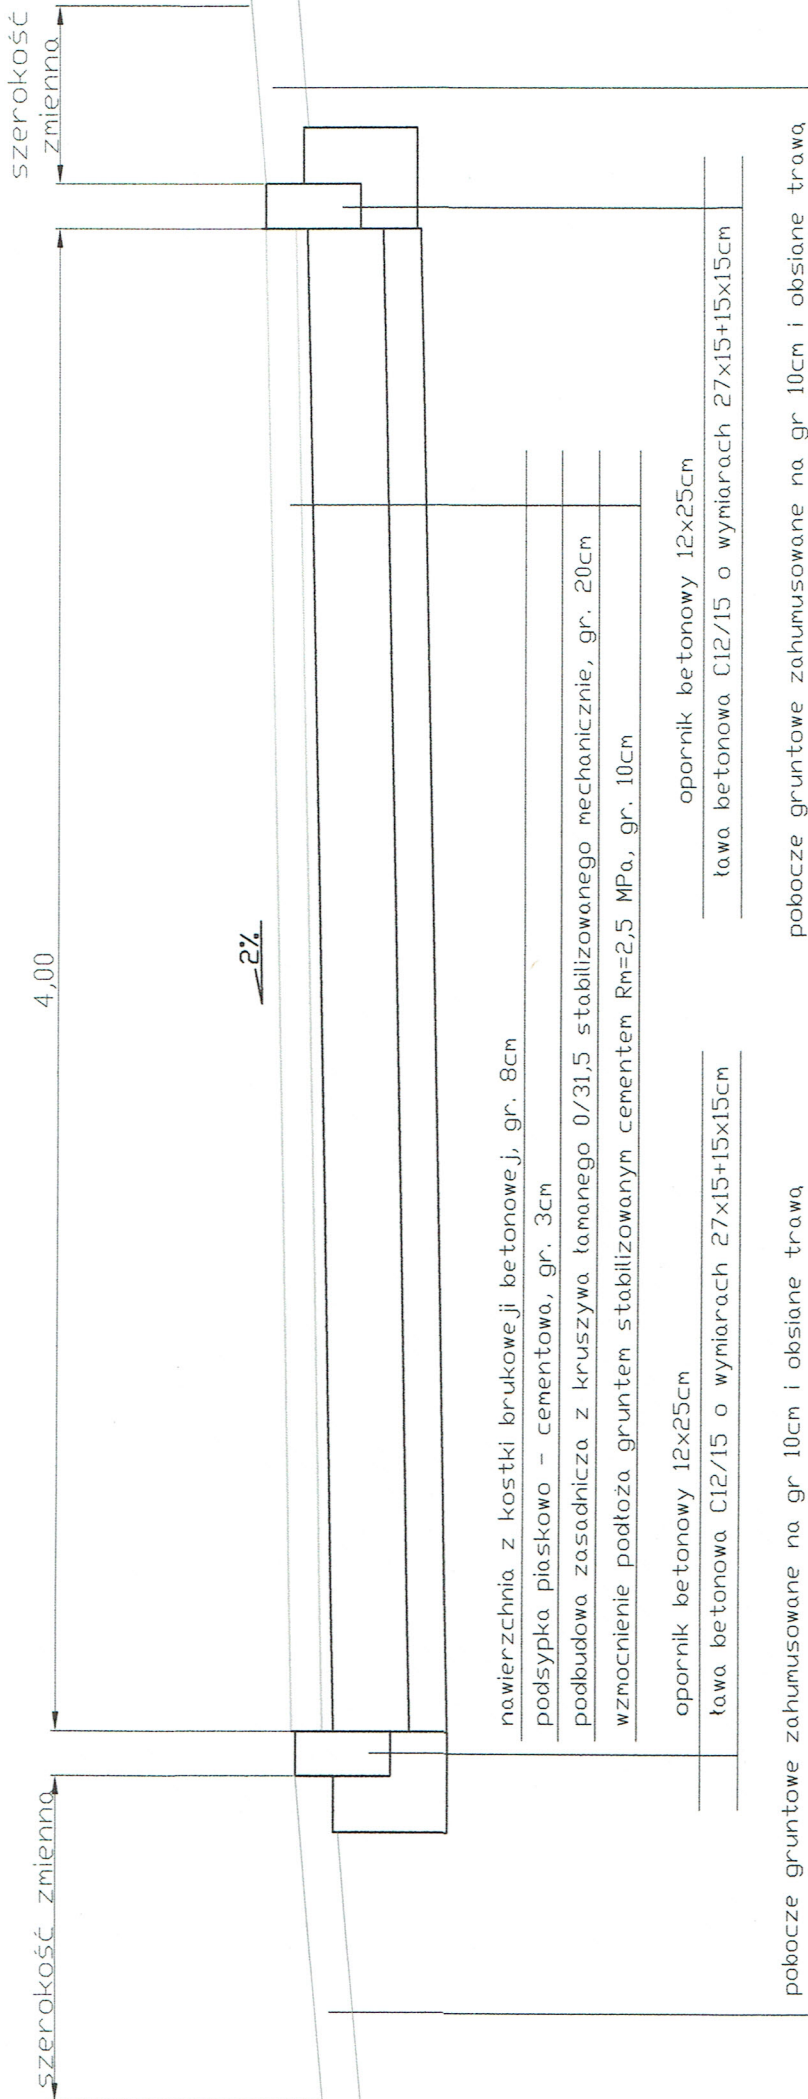 szerokość zmienna
4,00
szerokość
zmienna
2%
nawierzchnia z kostki brukoweji betonowej, gr. 8cm
podsypka piaskowo - cementowa, gr. 3cm
podbudowa zasadnicza z kruszywa łamanego 0/31,5 stabilizowanego mechanicznie, gr. 20cm
wzmocnienie podłoża gruntem stabilizowanym cementem Rm=2,5 MPa, gr. 10cm
opornik betonowy 12x25cm
ława betonowa C12/15 o wymiarach 27x15+15x15cm
opornik betonowy 12x25cm
ława betonowa C12/15 o wymiarach 27x15+15x15cm
pobocze gruntowe zahumusowane na gr 10cm i obsiane trawą
pobocze gruntowe zahumusowane na gr 10cm i obsiane trawą